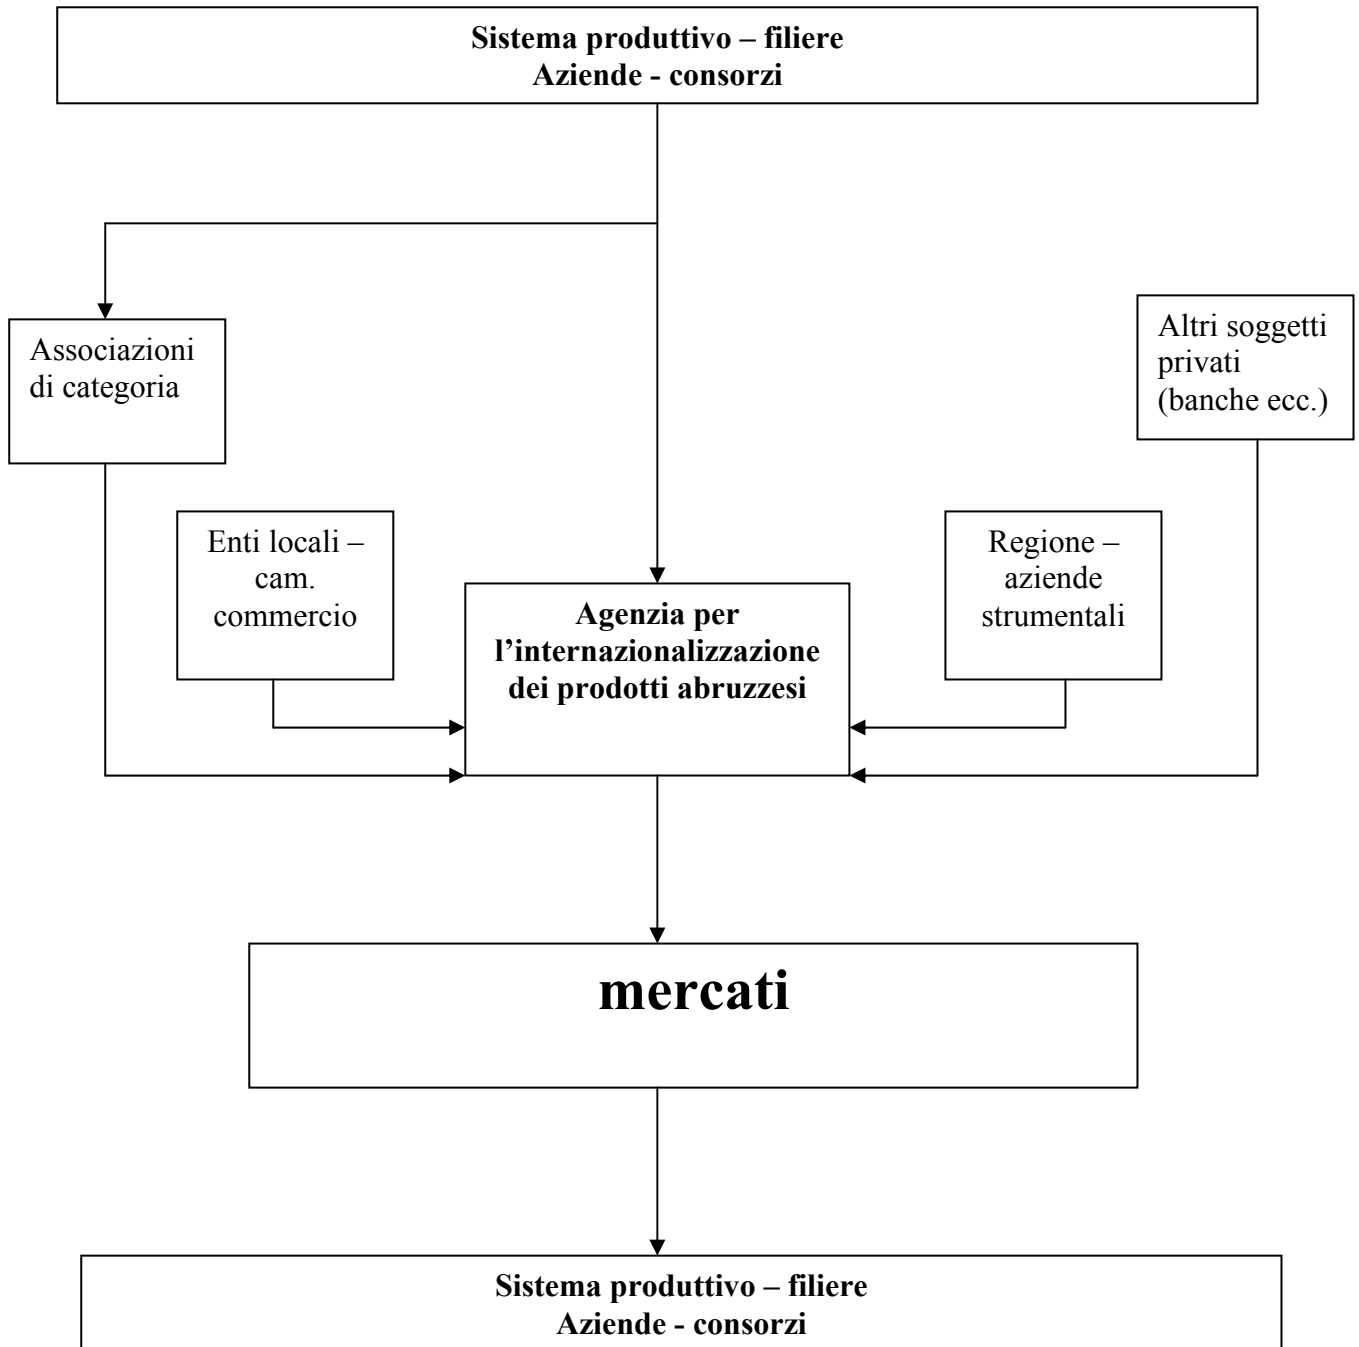 Sistema produttivo – filiere
Aziende - consorzi
Associazioni
di categoria
Altri soggetti
privati
(banche ecc.)
Enti locali –
cam.
commercio
Regione –
aziende
strumentali
Agenzia per
l’internazionalizzazione
dei prodotti abruzzesi
mercati
Sistema produttivo – filiere
Aziende - consorzi